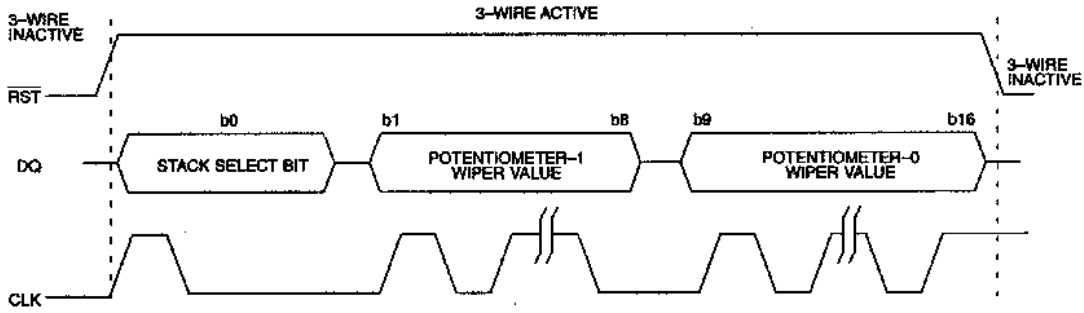 3-WIRE ACTIVE
3-WIRE
INACTIVE
3-WIRE
INACTIVE
RST
b0
b1
b8
b9
b16
DQ
STACK SELECT BIT
POTENTIOMETER-1
WIPER VALUE
POTENTIOMETER-0
WIPER VALUE
CLK